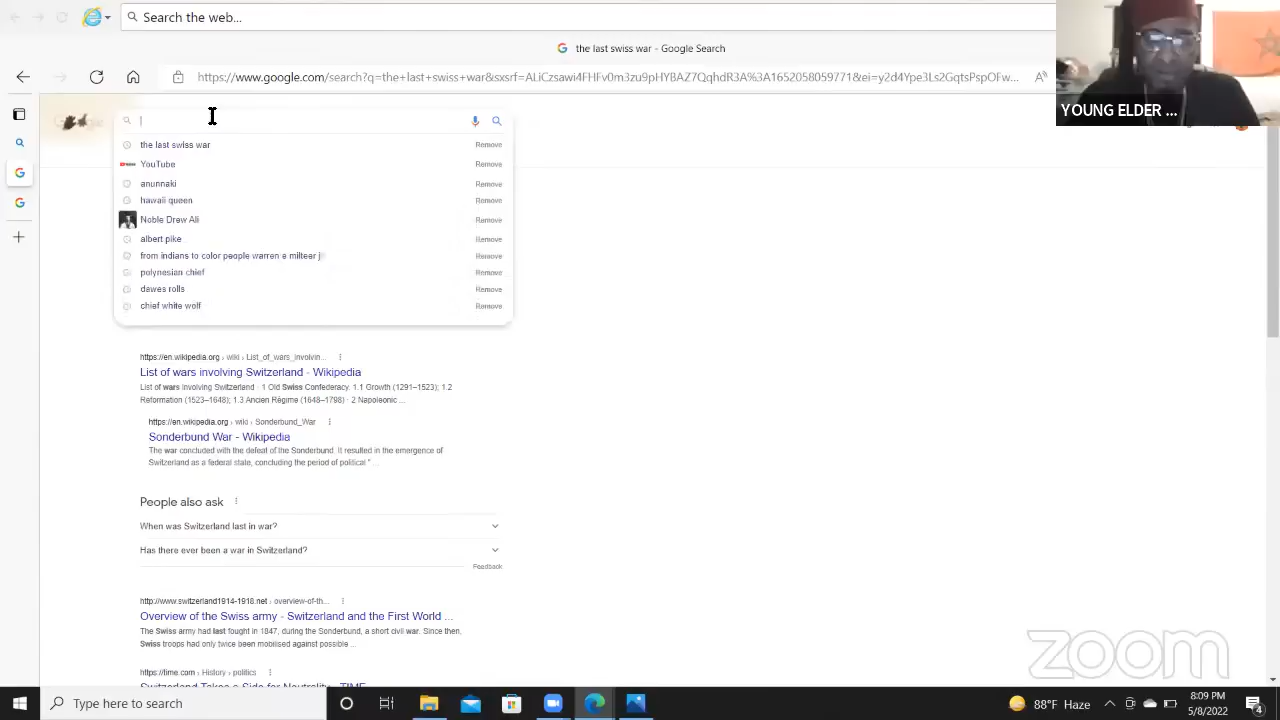 Search the web...
the last swiss war - Google Search
https://www.google.com/search?q=the+last+swiss+war&sxsrf=ALiCzsawI4FHFv0m3zu9pHYBAZ7QqhdR3A%3A1652058059771&ei=y2d4Ype3Ls2GqtsPspOFw...
YOUNG ELDER ...
the last swiss war Remove
YouTube Remove
anunnaki Remove
hawaii queen Remove
Noble Drew Ali Remove
albert pike Remove
from indians to color people warren e milteer jr Remove
polynesian chief Remove
dawes rolls Remove
chief white wolf Remove
https://en.wikipedia.org › wiki › List_of_wars_involvin...
List of wars involving Switzerland - Wikipedia
List of wars Involving Switzerland · 1 Old Swiss Confederacy. 1.1 Growth (1291–1523); 1.2
Reformation (1523–1648); 1.3 Ancien Régime (1648–1798) · 2 Napoleonic ...
https://en.wikipedia.org › wiki › Sonderbund_War
Sonderbund War - Wikipedia
The war concluded with the defeat of the Sonderbund. It resulted in the emergence of
Switzerland as a federal state, concluding the period of political " ...
People also ask
When was Switzerland last in war?
Has there ever been a war in Switzerland?
Feedback
http://www.switzerland1914-1918.net › overview-of-th...
Overview of the Swiss army - Switzerland and the First World ...
The Swiss army had last fought in 1847, during the Sonderbund, a short civil war. Since then,
Swiss troops had only twice been mobilised against possible ...
https://time.com › History › politics
Switzerland Takes a Side for Neutrality - TIME
zoom
Type here to search
88°F Haze
8:09 PM
5/8/2022
4